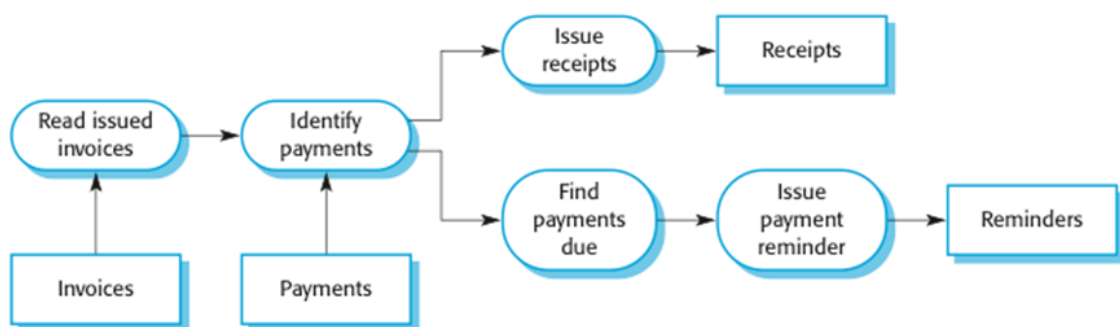 Issue
receipts
Receipts
Read issued
invoices
Identify
payments
Find
payments
due
Issue
payment
reminder
Reminders
Invoices
Payments